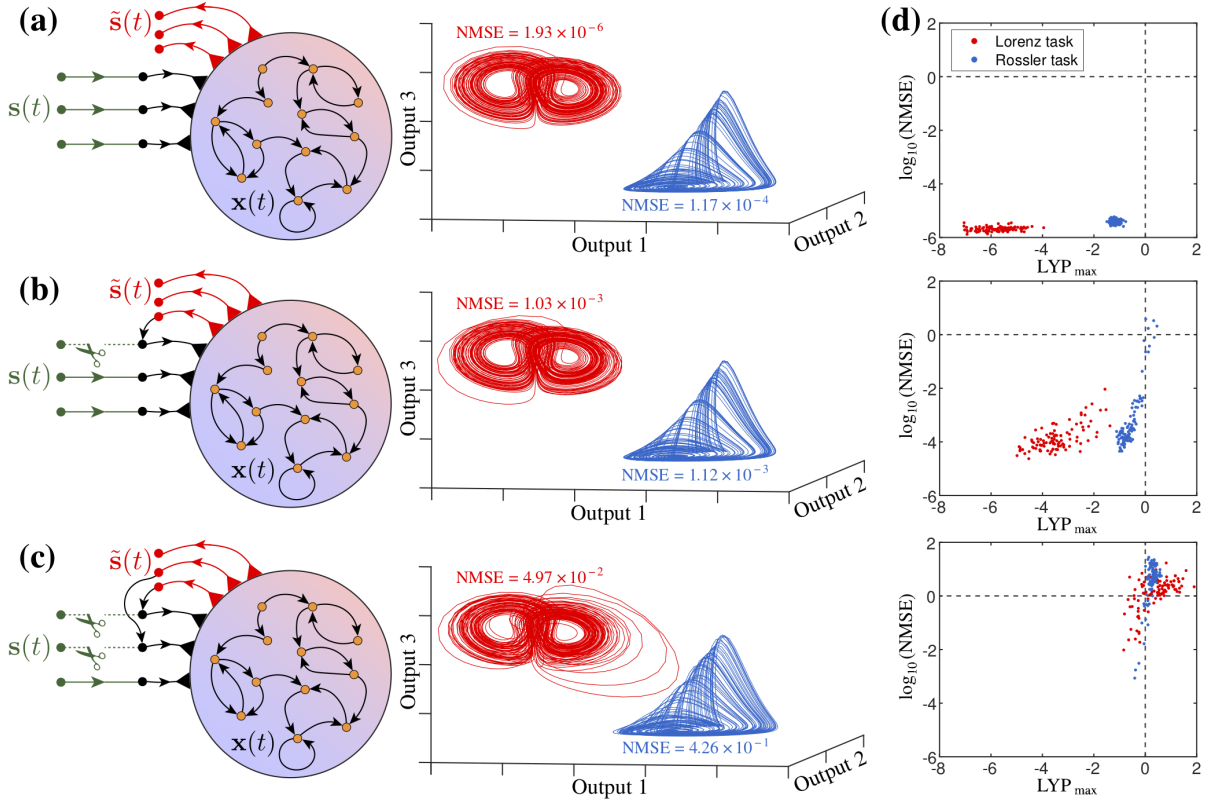 (a)
s̃(t)
s(t)
x(t)
NMSE = 1.93 × 10⁻⁶
NMSE = 1.17 × 10⁻⁴
Output 3
Output 1
Output 2
(b)
s̃(t)
s(t)
x(t)
NMSE = 1.03 × 10⁻³
NMSE = 1.12 × 10⁻³
Output 3
Output 1
Output 2
(c)
s̃(t)
s(t)
x(t)
NMSE = 4.97 × 10⁻²
NMSE = 4.26 × 10⁻¹
Output 3
Output 1
Output 2
(d)
Lorenz task
Rossler task
log₁₀(NMSE)
2
0
-2
-4
-6
-8 -6 -4 -2 0 2
LYP max
log₁₀(NMSE)
2
0
-2
-4
-6
-8 -6 -4 -2 0 2
LYP max
log₁₀(NMSE)
2
0
-2
-4
-6
-8 -6 -4 -2 0 2
LYP max